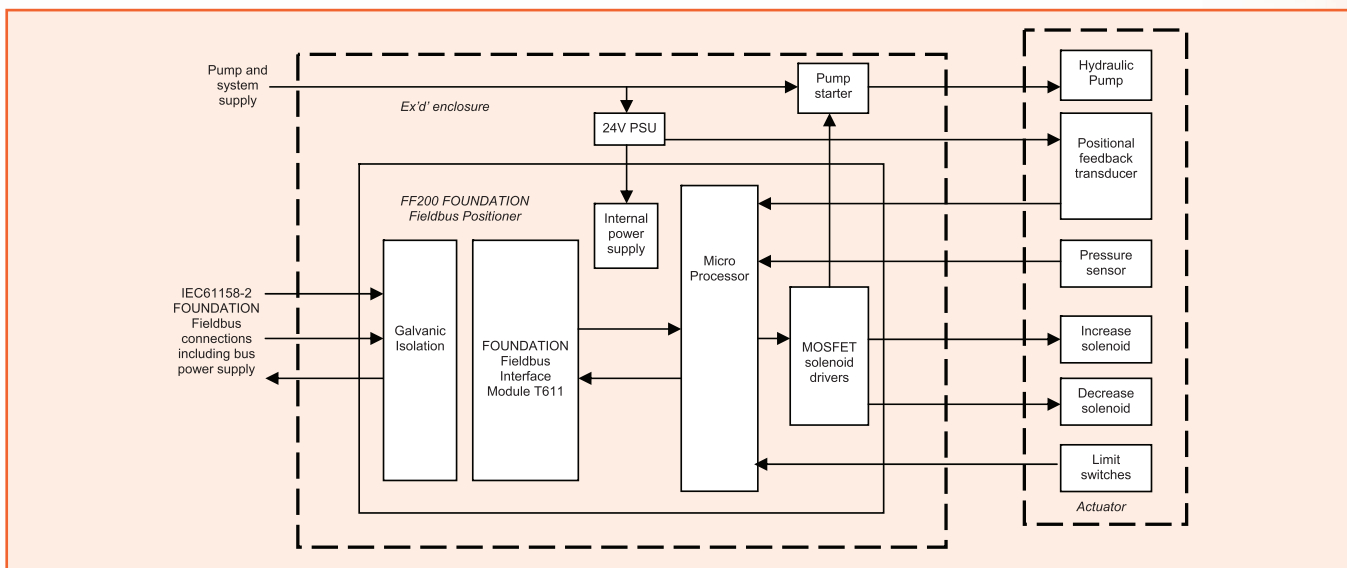 Pump and
system
supply
Ex'd' enclosure
Pump
starter
Hydraulic
Pump
24V PSU
Positional
feedback
transducer
FF200 FOUNDATION
Fieldbus Positioner
Internal
power
supply
Micro
Processor
Pressure
sensor
IEC61158-2
FOUNDATION
Fieldbus
connections
including bus
power supply
Galvanic
Isolation
FOUNDATION
Fieldbus
Interface
Module T611
MOSFET
solenoid
drivers
Increase
solenoid
Decrease
solenoid
Limit
switches
Actuator